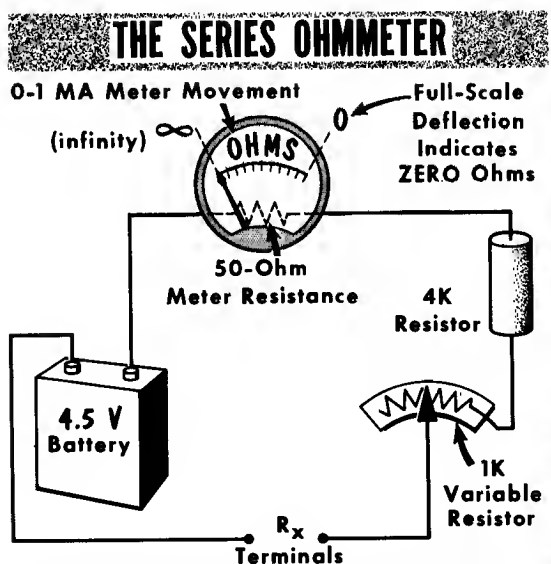 THE SERIES OHMMETER
0-1 MA Meter Movement
(infinity)
∞
OHMS
0
Full-Scale
Deflection
Indicates
ZERO Ohms
50-Ohm
Meter Resistance
4K
Resistor
4.5 V
Battery
1K
Variable
Resistor
Rx
Terminals